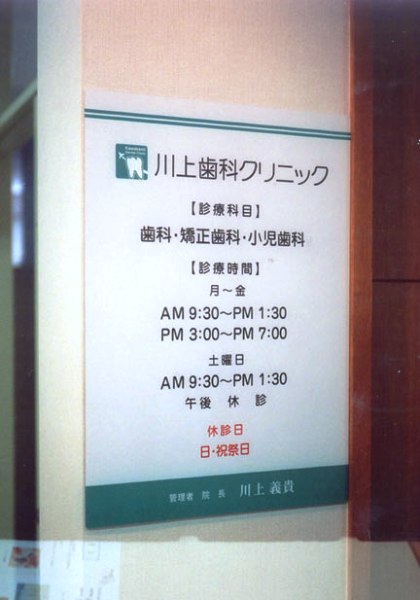 川上歯科クリニック
【診療科目】
歯科・矯正歯科・小児歯科
【診療時間】
月～金
AM 9:30～PM 1:30
PM 3:00～PM 7:00
土曜日
AM 9:30～PM 1:30
午後 休 診
休診日
日・祝祭日
管理者 院 長 川上 義貴